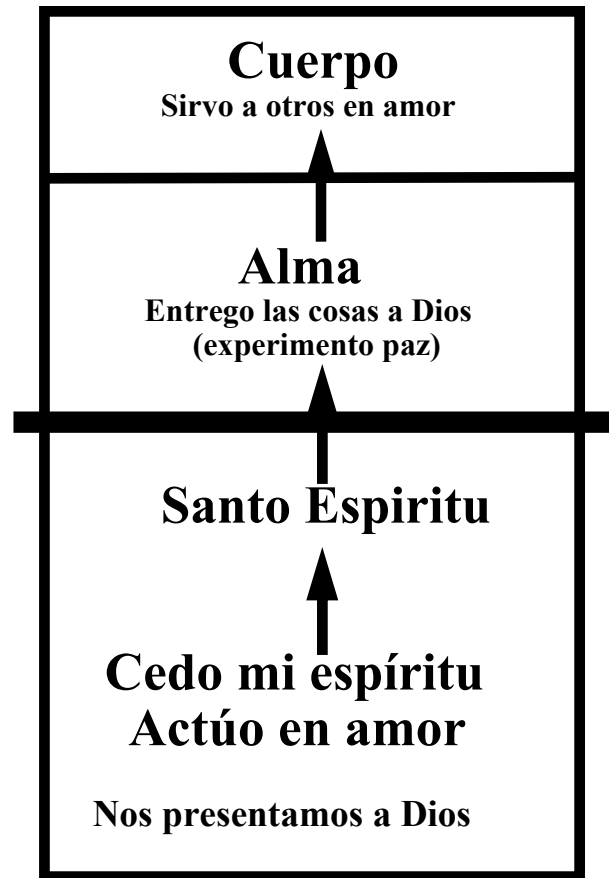 Cuerpo
Sirvo a otros en amor
Alma
Entrego las cosas a Dios
(experimento paz)
Santo Espiritu
Cedo mi espíritu
Actúo en amor
Nos presentamos a Dios